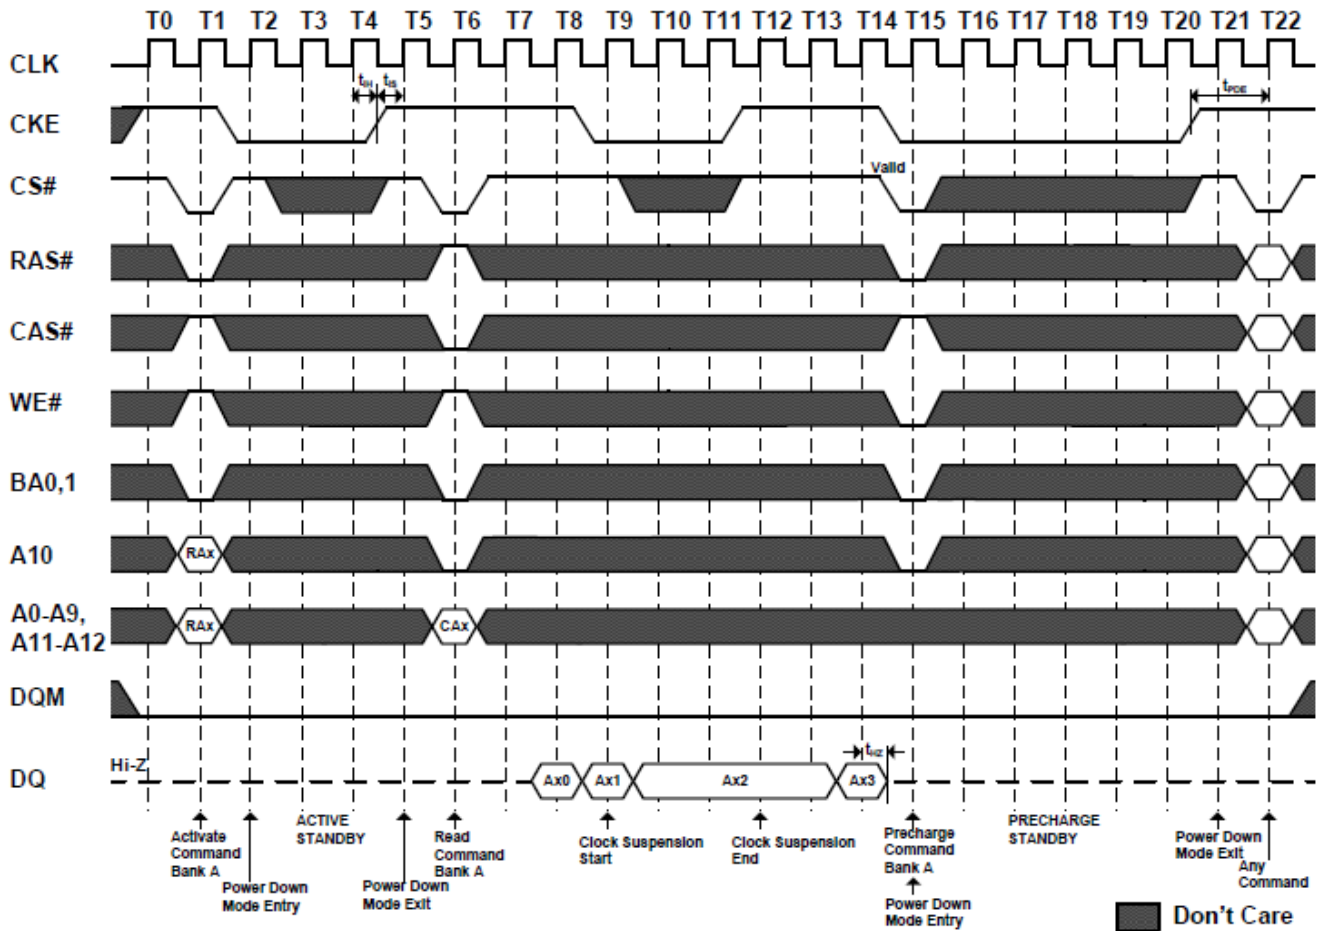 T0 T1 T2 T3 T4 T5 T6 T7 T8 T9 T10 T11 T12 T13 T14 T15 T16 T17 T18 T19 T20 T21 T22
CLK
tIH tIS
tPDE
CKE
Valid
CS#
RAS#
CAS#
WE#
BA0,1
A10
RAx
A0-A9,
A11-A12
RAx
CAx
DQM
Hi-Z
tHZ
DQ
Ax0 Ax1 Ax2 Ax3
Activate
Command
Bank A
Power Down
Mode Entry
ACTIVE
STANDBY
Power Down
Mode Exit
Read
Command
Bank A
Clock Suspension
Start
Clock Suspension
End
Precharge
Command
Bank A
Power Down
Mode Entry
PRECHARGE
STANDBY
Power Down
Mode Exit
Any
Command
Don't Care